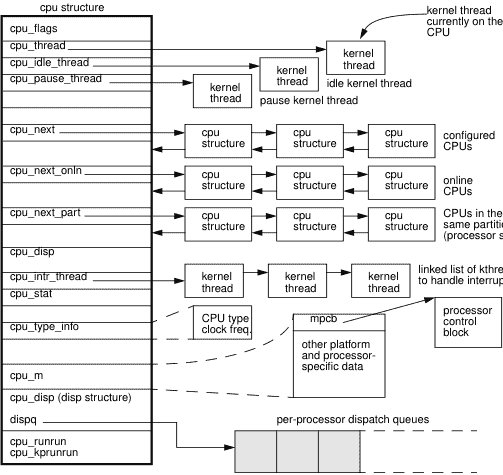 cpu structure
cpu_flags
cpu_thread
cpu_idle_thread
cpu_pause_thread
kernel thread
currently on the
CPU
kernel
thread
idle kernel thread
kernel
thread
pause kernel thread
kernel
thread
cpu_next
cpu
structure
cpu
structure
cpu
structure
configured
CPUs
cpu_next_onln
cpu
structure
cpu
structure
cpu
structure
online
CPUs
cpu_next_part
cpu
structure
cpu
structure
cpu
structure
CPUs in the
same partitio
(processor s
cpu_disp
cpu_intr_thread
kernel
thread
kernel
thread
kernel
thread
linked list of kthre
to handle interrup
cpu_stat
cpu_type_info
CPU type
clock freq.
mpcb
other platform
and processor-
specific data
processor
control
block
cpu_m
cpu_disp (disp structure)
dispq
per-processor dispatch queues
cpu_runrun
cpu_kprunrun